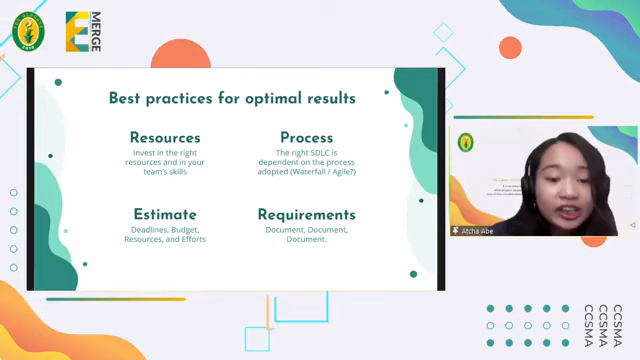 EMERGE
2018
Best practices for optimal results
Resources
Invest in the right
resources and in your
team's skills
Process
The right SDLC is
dependent on the process
adopted (Waterfall / Agile?)
Estimate
Deadlines, Budget,
Resources, and Efforts
Requirements
Document, Document,
Document.
Atcha Abe
CCSMA
CCSMA
CCSMA